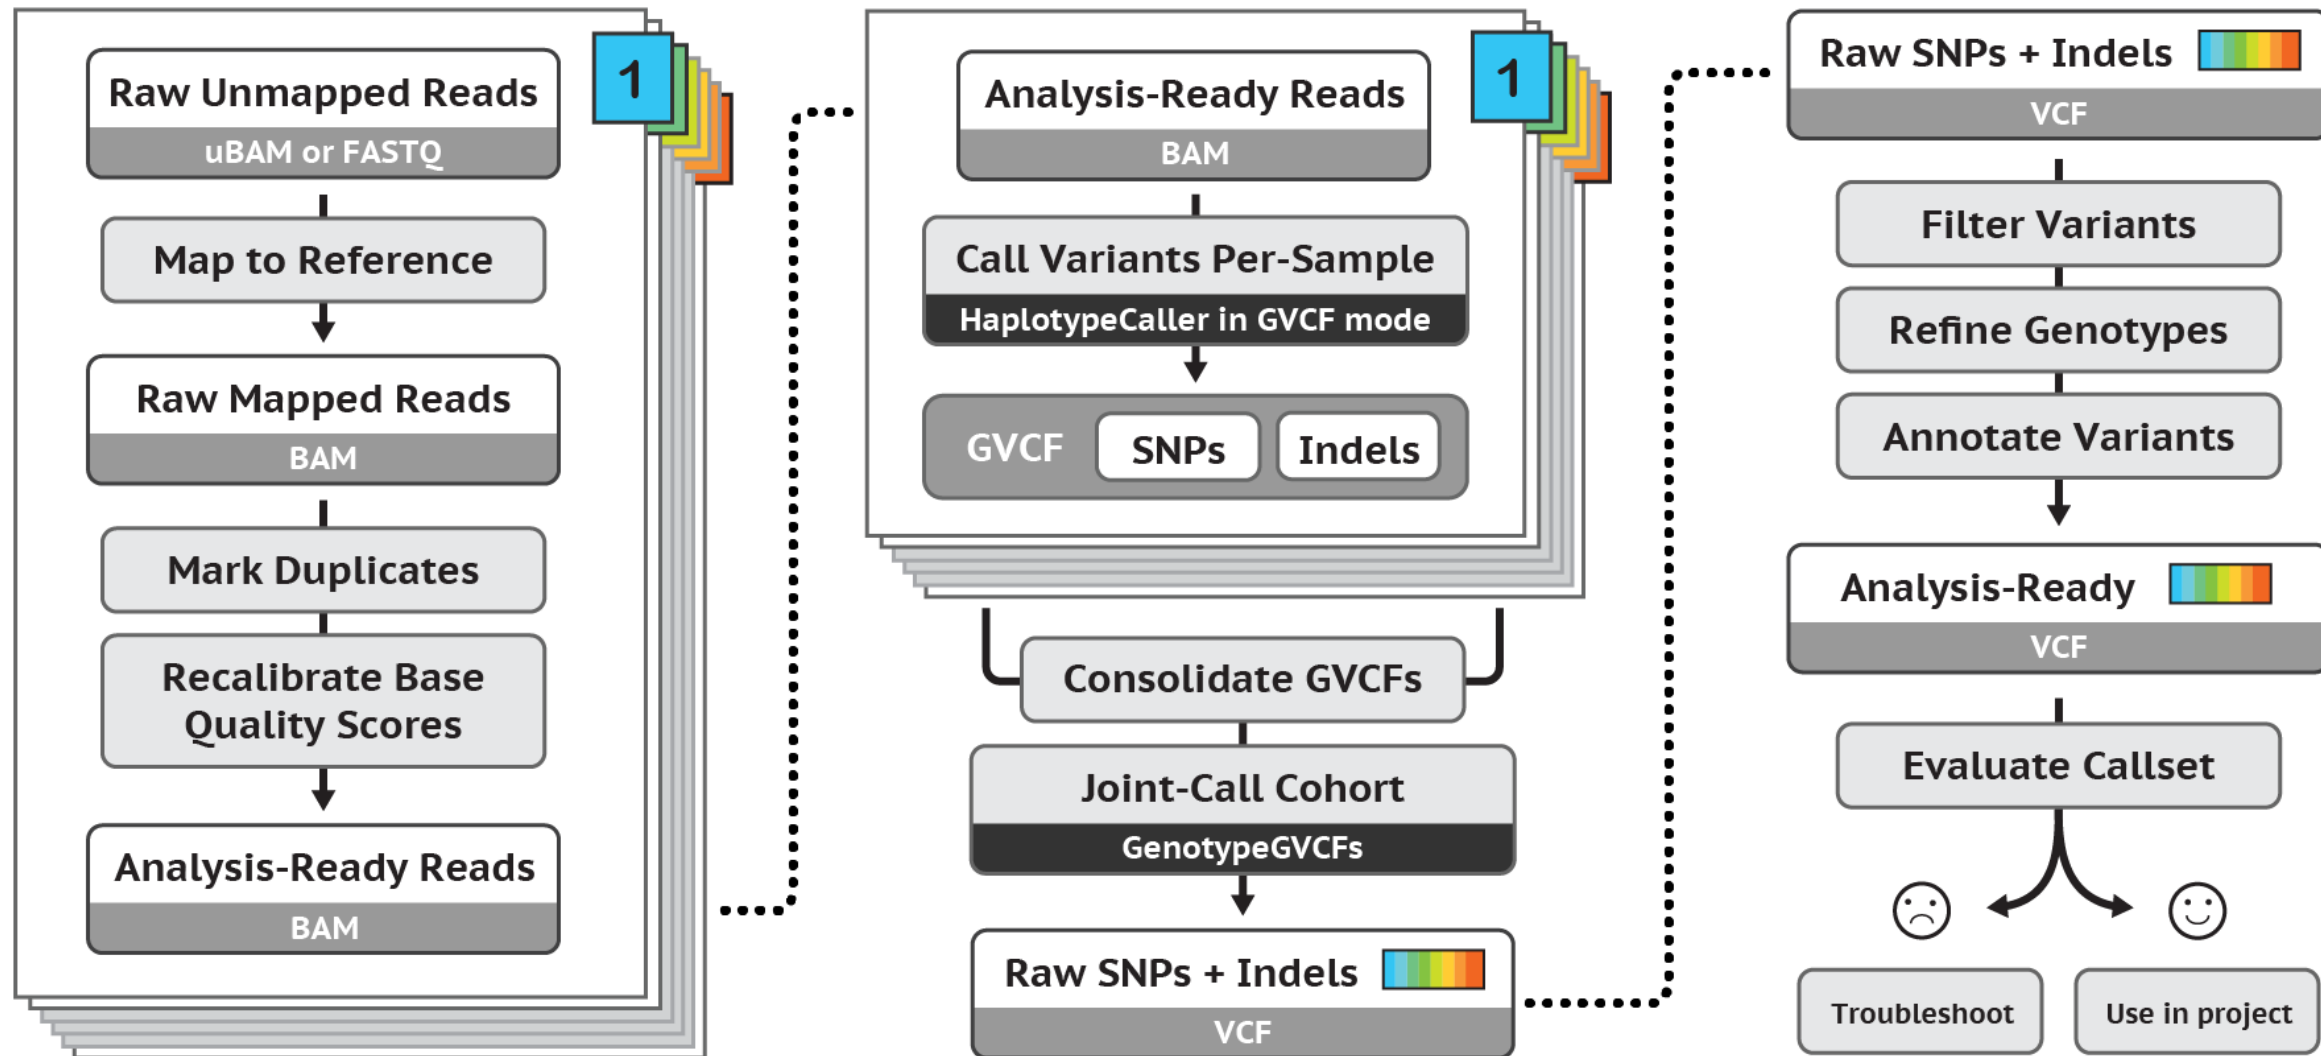 1
Raw Unmapped Reads
uBAM or FASTQ
Map to Reference
Raw Mapped Reads
BAM
Mark Duplicates
Recalibrate Base
Quality Scores
Analysis-Ready Reads
BAM
1
Analysis-Ready Reads
BAM
Call Variants Per-Sample
HaplotypeCaller in GVCF mode
GVCF SNPs Indels
Consolidate GVCFs
Joint-Call Cohort
GenotypeGVCFs
Raw SNPs + Indels
VCF
Raw SNPs + Indels
VCF
Filter Variants
Refine Genotypes
Annotate Variants
Analysis-Ready
VCF
Evaluate Callset
Troubleshoot
Use in project